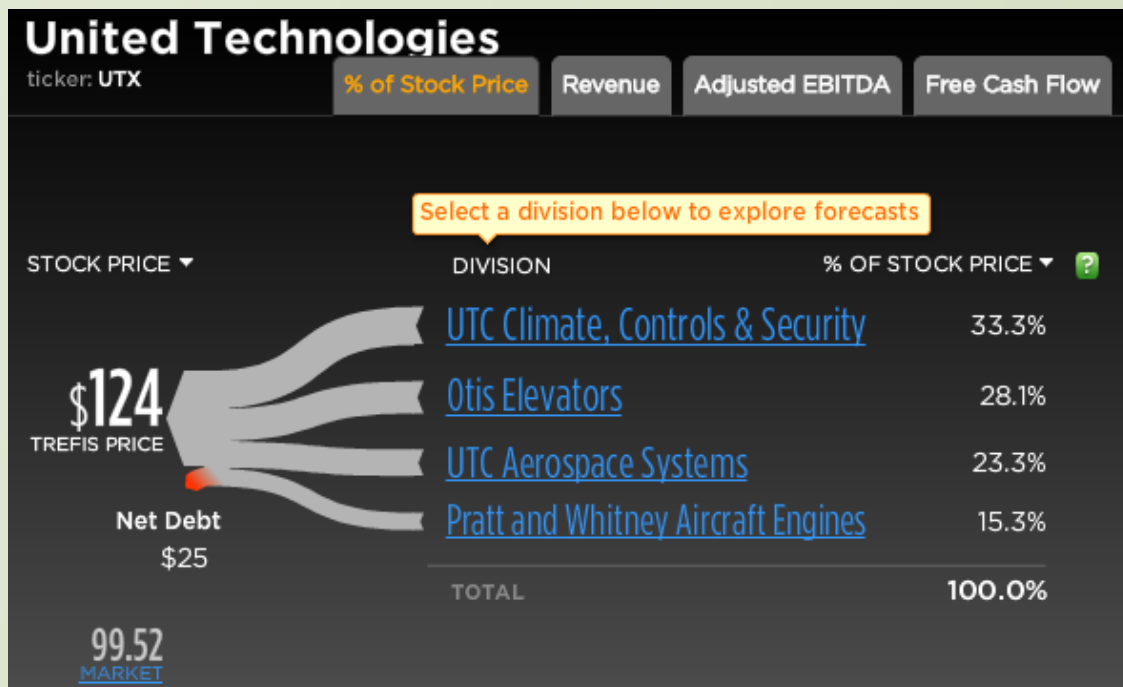 United Technologies
ticker: UTX
% of Stock Price Revenue Adjusted EBITDA Free Cash Flow
Select a division below to explore forecasts
STOCK PRICE DIVISION % OF STOCK PRICE ?
UTC Climate, Controls & Security 33.3%
$124
TREFIS PRICE
Otis Elevators 28.1%
UTC Aerospace Systems 23.3%
Net Debt
$25
Pratt and Whitney Aircraft Engines 15.3%
TOTAL 100.0%
99.52
MARKET